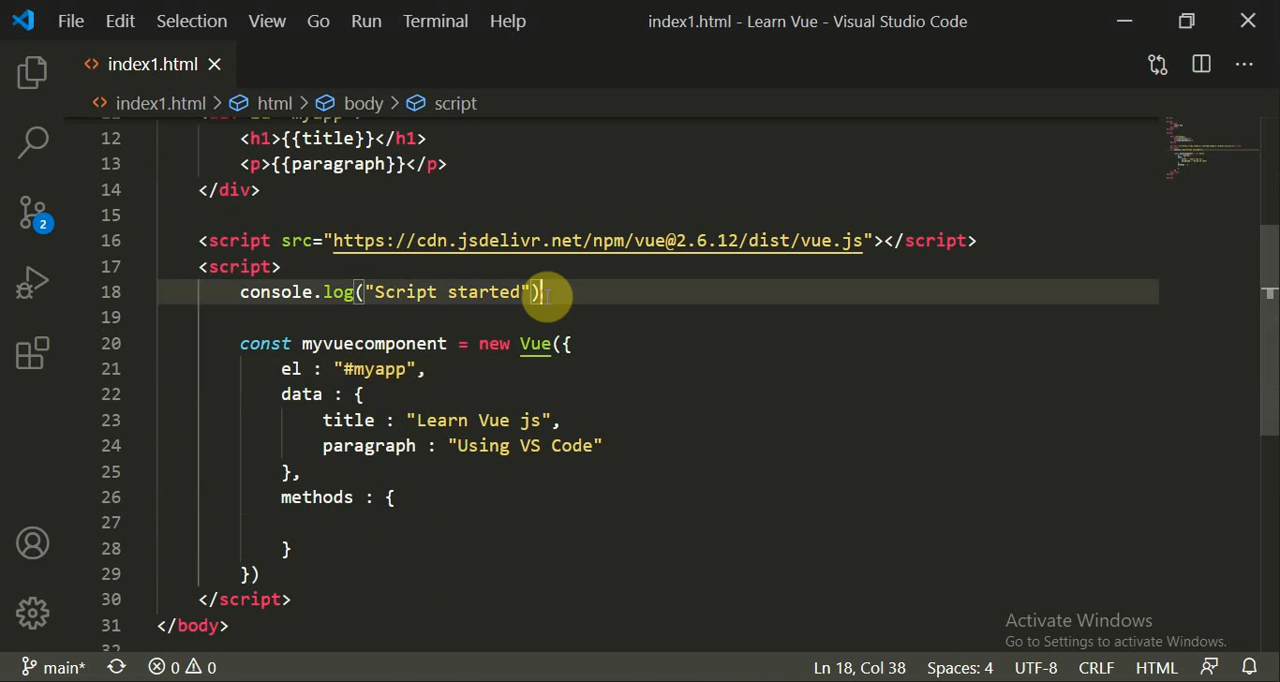 File Edit Selection View Go Run Terminal Help
index1.html - Learn Vue - Visual Studio Code
index1.html
index1.html > html > body > script
12 <h1>{{title}}</h1>
13 <p>{{paragraph}}</p>
14 </div>
15
16 <script src="https://cdn.jsdelivr.net/npm/vue@2.6.12/dist/vue.js"></script>
17 <script>
18 console.log("Script started")
19
20 const myvuecomponent = new Vue({
21 el : "#myapp",
22 data : {
23 title : "Learn Vue js",
24 paragraph : "Using VS Code"
25 },
26 methods : {
27
28 }
29 })
30 </script>
31 </body>
2
Activate Windows
Go to Settings to activate Windows.
main* 0 0 Ln 18, Col 38 Spaces: 4 UTF-8 CRLF HTML